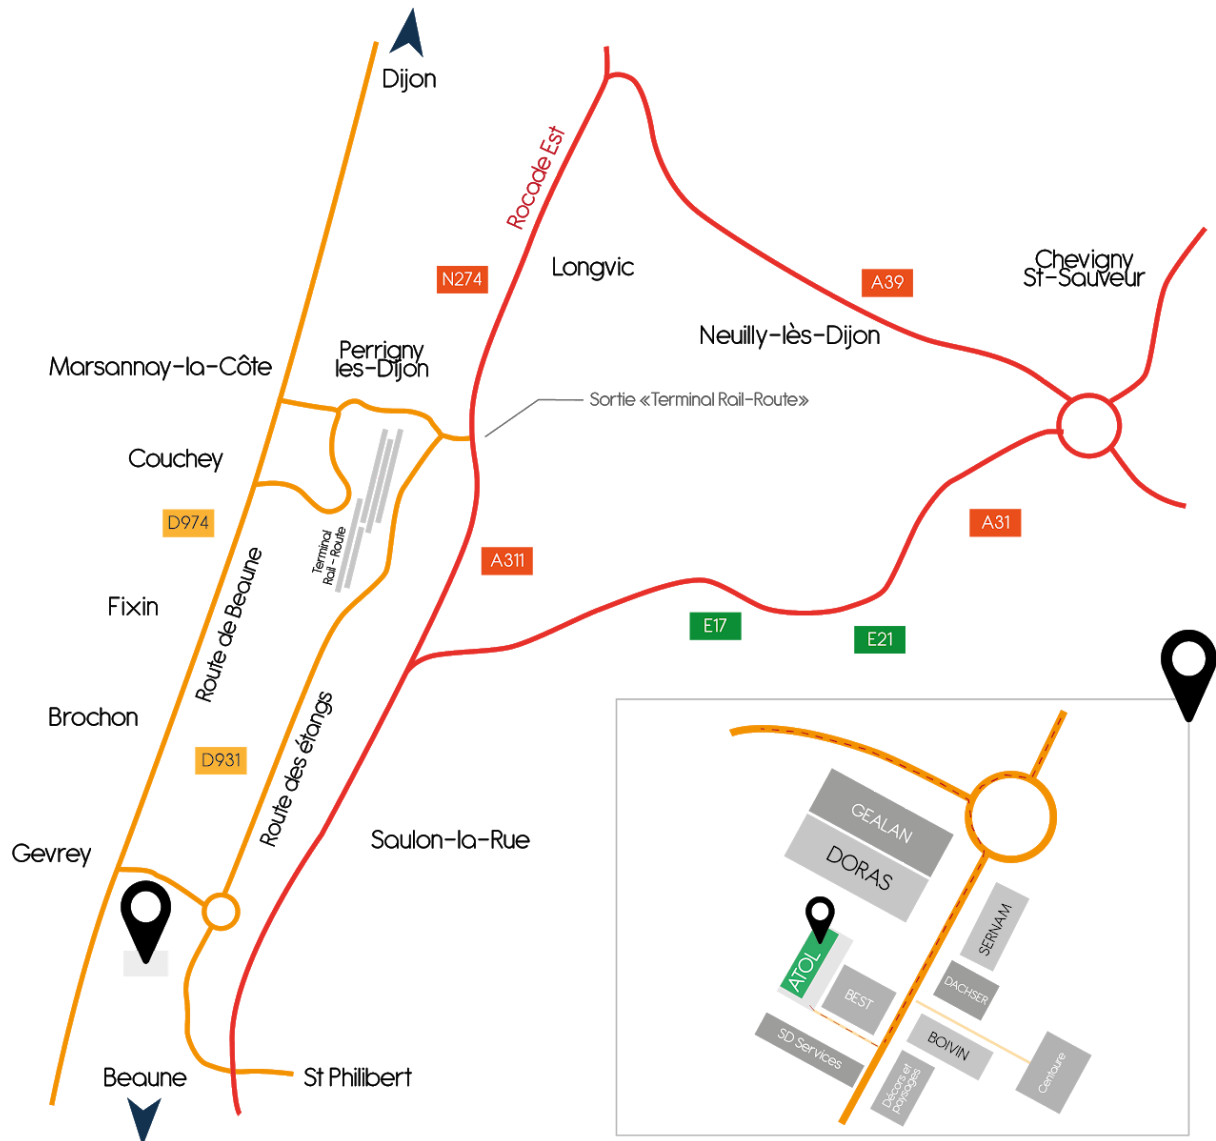 Dijon
Rocade Est
N274
Longvic
Chevigny
St-Sauveur
A39
Neuilly-lès-Dijon
Marsannay-la-Côte
Perrigny
les-Dijon
Sortie «Terminal Rail-Route»
Couchey
D974
Terminal
Rail - Route
A311
A31
Fixin
Route de Beaune
E17
E21
Brochon
D931
Route des étangs
Saulon-la-Rue
Gevrey
Beaune
St Philibert
GEALAN
DORAS
SERNAM
ATOL
BEST
DACHSER
SD Services
BOIVIN
Décors et
paysages
Centaure